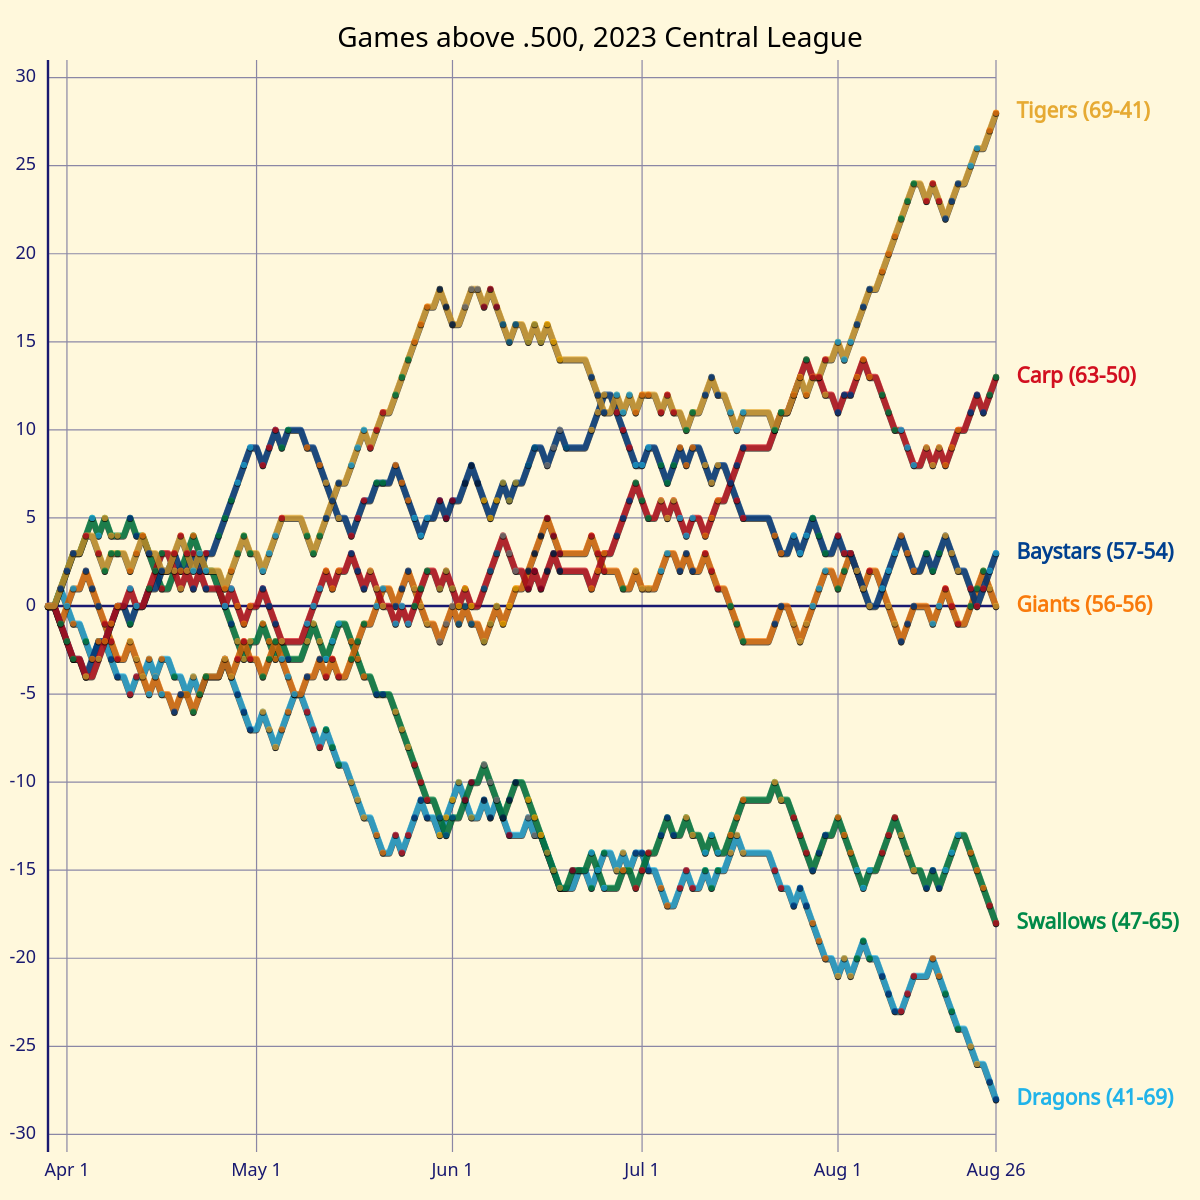 Games above .500, 2023 Central League
30
25
20
15
10
5
0
-5
-10
-15
-20
-25
-30
Tigers (69-41)
Carp (63-50)
Baystars (57-54)
Giants (56-56)
Swallows (47-65)
Dragons (41-69)
Apr 1 May 1 Jun 1 Jul 1 Aug 1 Aug 26